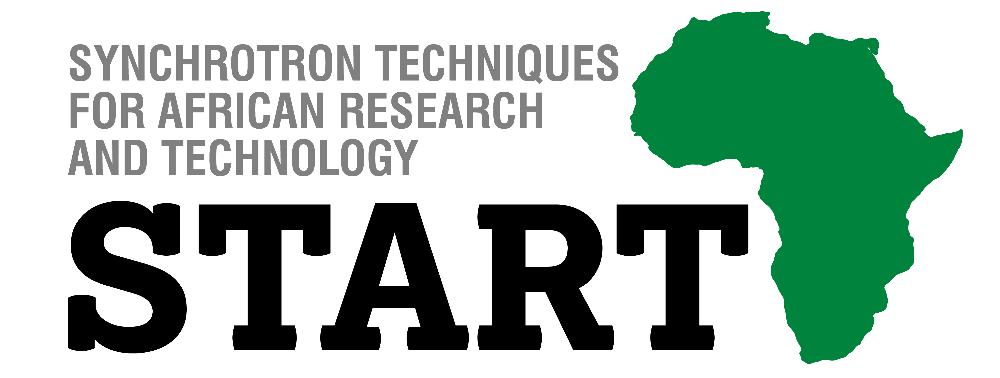 SYNCHROTRON TECHNIQUES
FOR AFRICAN RESEARCH
AND TECHNOLOGY
START